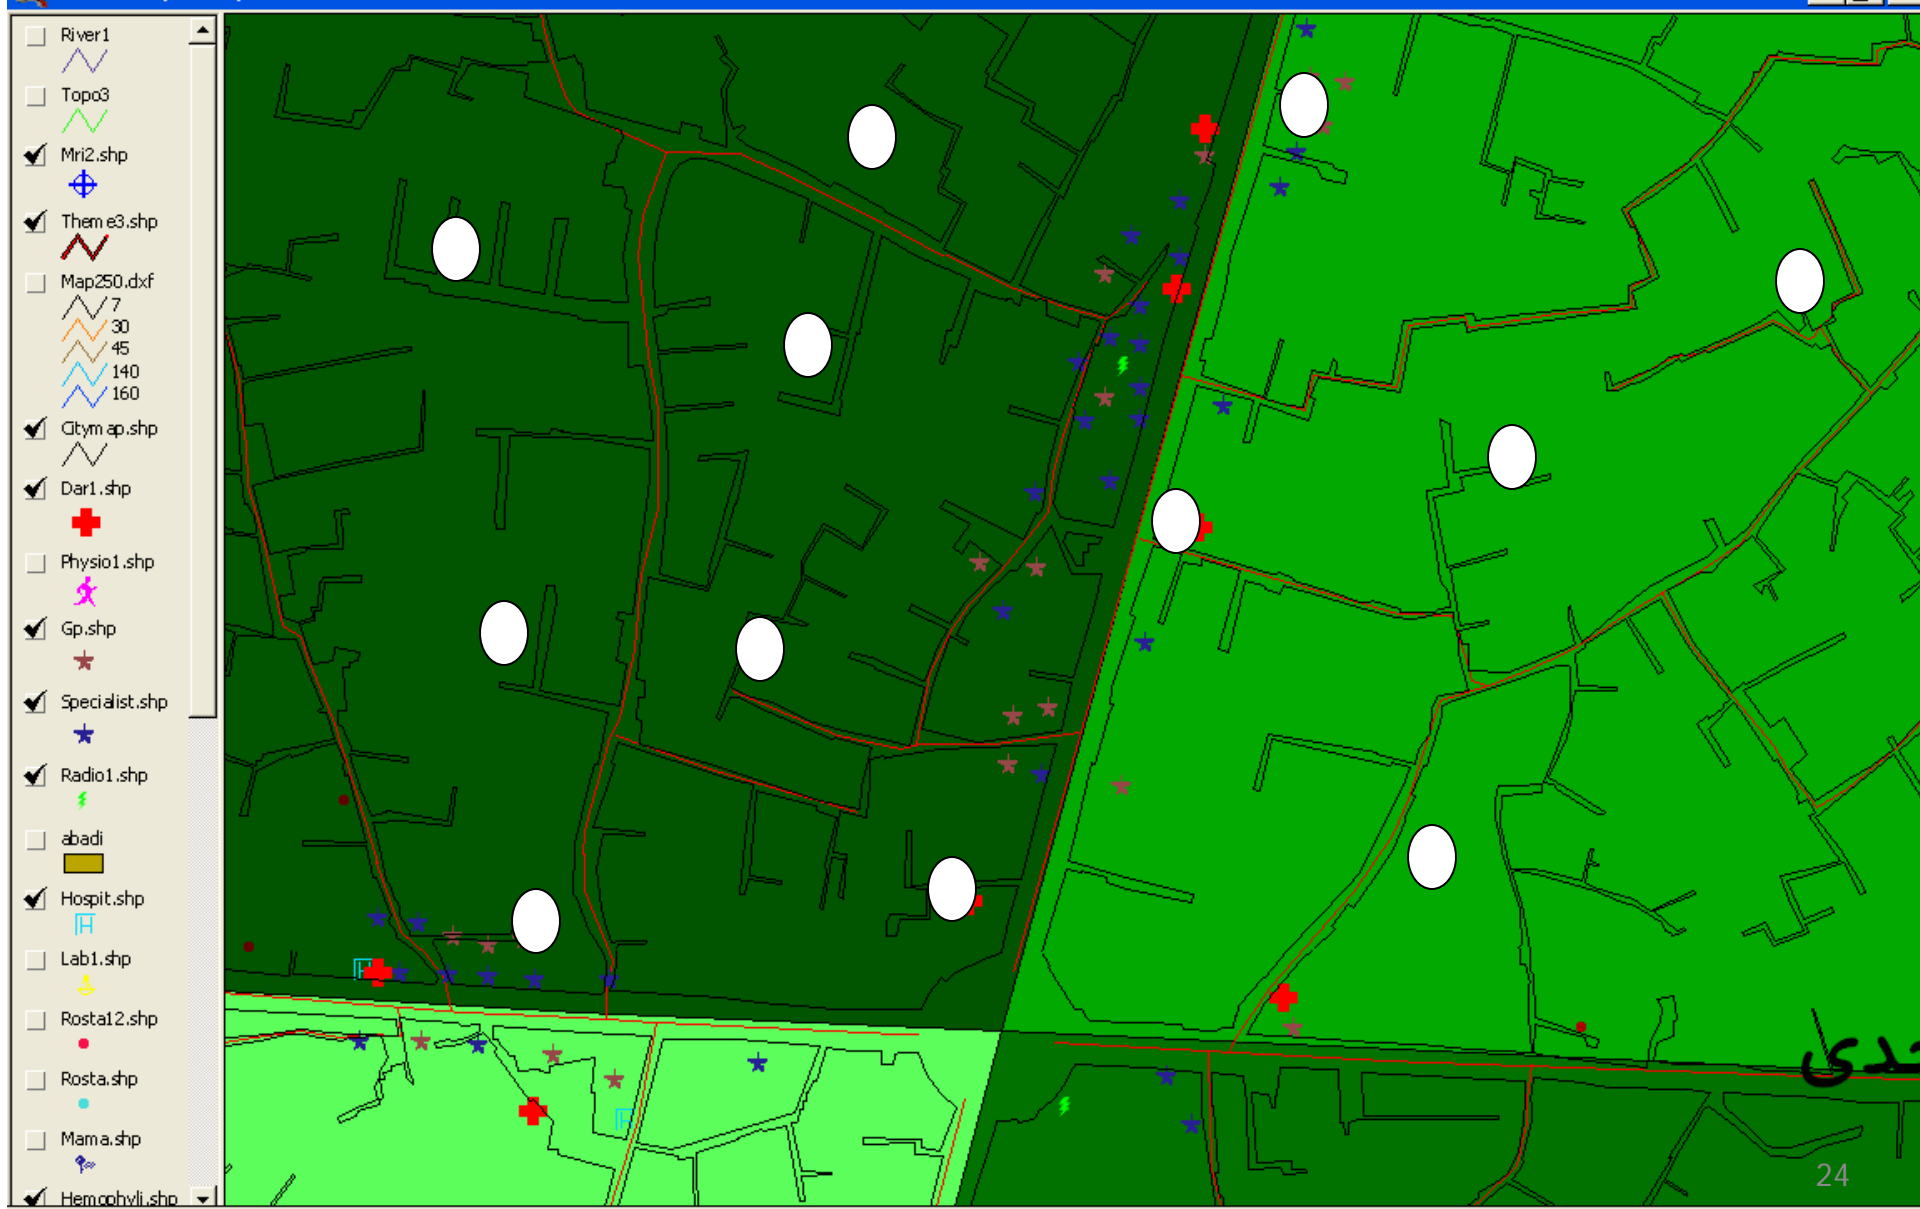 River1
Topo3
Mri2.shp
Theme3.shp
Map250.dxf
7
30
45
140
160
Citymap.shp
Dar1.shp
Physio1.shp
Gp.shp
Specialist.shp
Radio1.shp
abadi
Hospit.shp
Lab1.shp
Rosta12.shp
Rosta.shp
Mama.shp
Hemophyli.shp
24